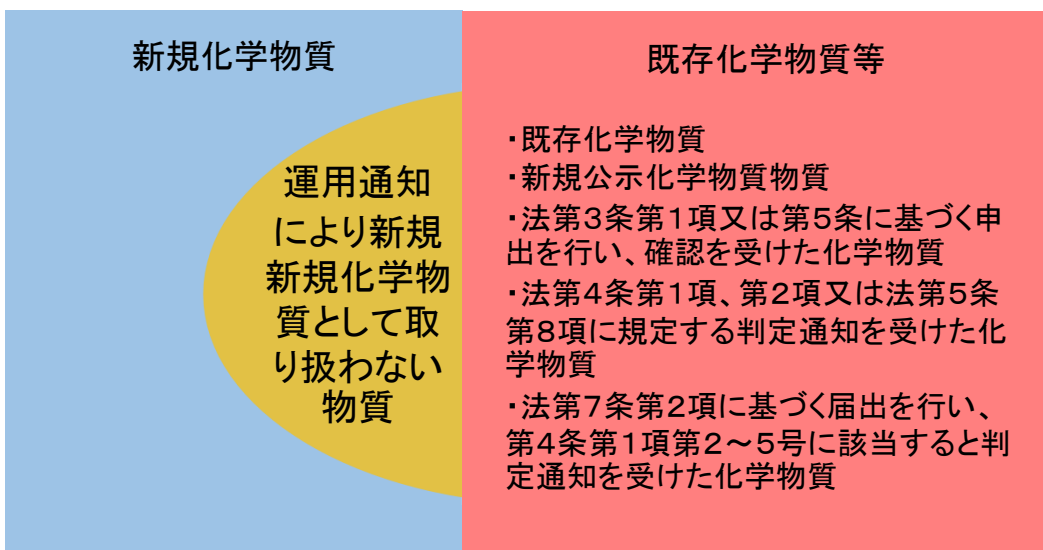 新規化学物質
運用通知
により新規
新規化学物
質として取
り扱わない
物質
既存化学物質等
・既存化学物質
・新規公示化学物質物質
・法第3条第1項又は第5条に基づく申
出を行い、確認を受けた化学物質
・法第4条第1項、第2項又は法第5条
第8項に規定する判定通知を受けた化
学物質
・法第7条第2項に基づく届出を行い、
第4条第1項第2～5号に該当すると判
定通知を受けた化学物質